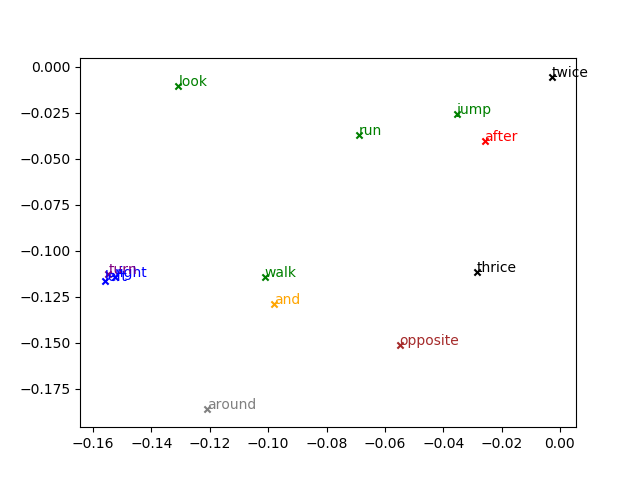 0.000
−0.025
−0.050
−0.075
−0.100
−0.125
−0.150
−0.175
look
twice
jump
run
after
turn
right
walk
thrice
and
opposite
around
−0.16
−0.14
−0.12
−0.10
−0.08
−0.06
−0.04
−0.02
0.00